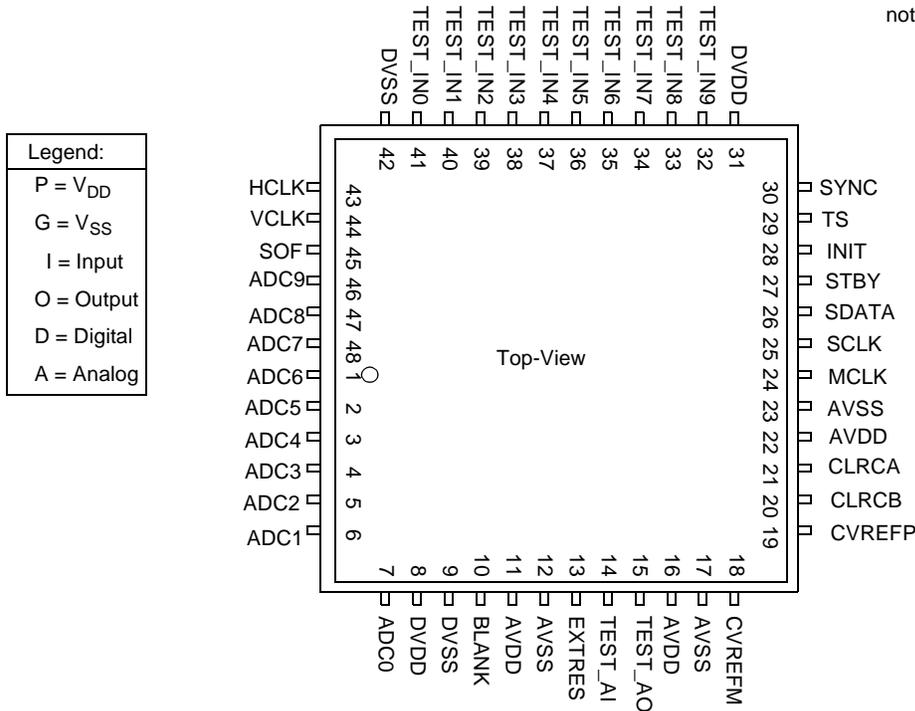 not
TEST_IN0
TEST_IN1
TEST_IN2
TEST_IN3
TEST_IN4
TEST_IN5
TEST_IN6
TEST_IN7
TEST_IN8
TEST_IN9
DVSS
DVDD
42
41
40
39
38
37
36
35
34
33
32
31
Legend:
P = VDD
G = VSS
I = Input
O = Output
D = Digital
A = Analog
HCLK
VCLK
SOF
ADC9
ADC8
ADC7
ADC6
ADC5
ADC4
ADC3
ADC2
ADC1
43
44
45
46
47
48
1
2
3
4
5
6
Top-View
30
29
28
27
26
25
24
23
22
21
20
19
SYNC
TS
INIT
STBY
SDATA
SCLK
MCLK
AVSS
AVDD
CLRCA
CLRCB
CVREFP
7
8
9
10
11
12
13
14
15
16
17
18
ADC0
DVDD
DVSS
BLANK
AVDD
AVSS
EXTRES
TEST_AI
TEST_AO
AVDD
AVSS
CVREFM